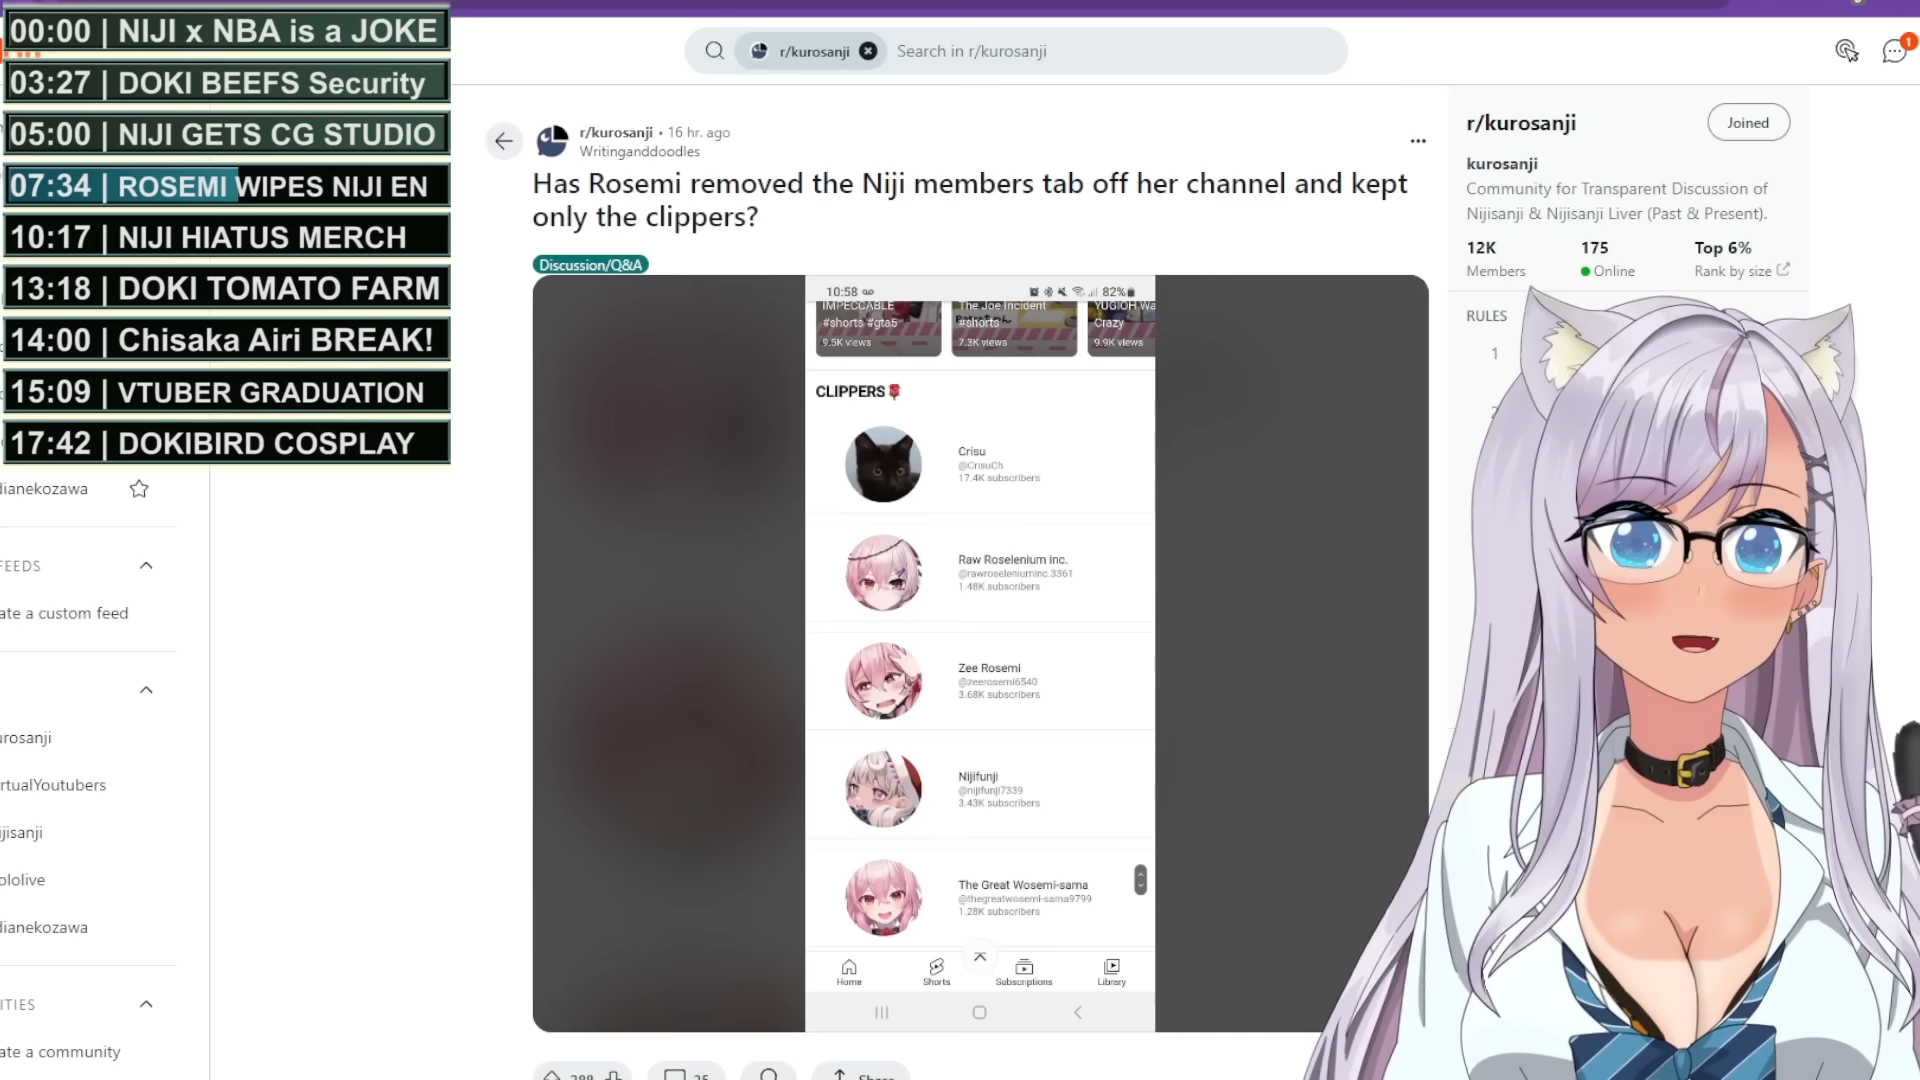 00:00 | NIJI x NBA is a JOKE
03:27 | DOKI BEEFS Security
05:00 | NIJI GETS CG STUDIO
07:34 | ROSEMI WIPES NIJI EN
10:17 | NIJI HIATUS MERCH
13:18 | DOKI TOMATO FARM
14:00 | Chisaka Airi BREAK!
15:09 | VTUBER GRADUATION
17:42 | DOKIBIRD COSPLAY
dianekozawa
FEEDS
ate a custom feed
urosanji
rtualYoutubers
ijisanji
ololive
dianekozawa
ITIES
ate a community
r/kurosanji
Search in r/kurosanji
1
r/kurosanji • 16 hr. ago
Writinganddoodles
Has Rosemi removed the Niji members tab off her channel and kept
only the clippers?
Discussion/Q&A
10:58
82%
IMPECCABLE
#shorts #gta5
9.5K views
The Joe Incident
#shorts
7.3K views
YUGIOH Wa
Crazy
9.9K views
CLIPPERS
Crisu
@CrisuCh
17.4K subscribers
Raw Roselenium inc.
@rawroseleniuminc.3361
1.48K subscribers
Zee Rosemi
@zeerosemi6540
3.68K subscribers
Nijifunji
@nijifunji7339
3.43K subscribers
The Great Wosemi-sama
@thegreatwosemi-sama9799
1.28K subscribers
Home
Shorts
Subscriptions
Library
Share
r/kurosanji
Joined
kurosanji
Community for Transparent Discussion of
Nijisanji & Nijisanji Liver (Past & Present).
12K
175
Top 6%
Members
Online
Rank by size
RULES
1